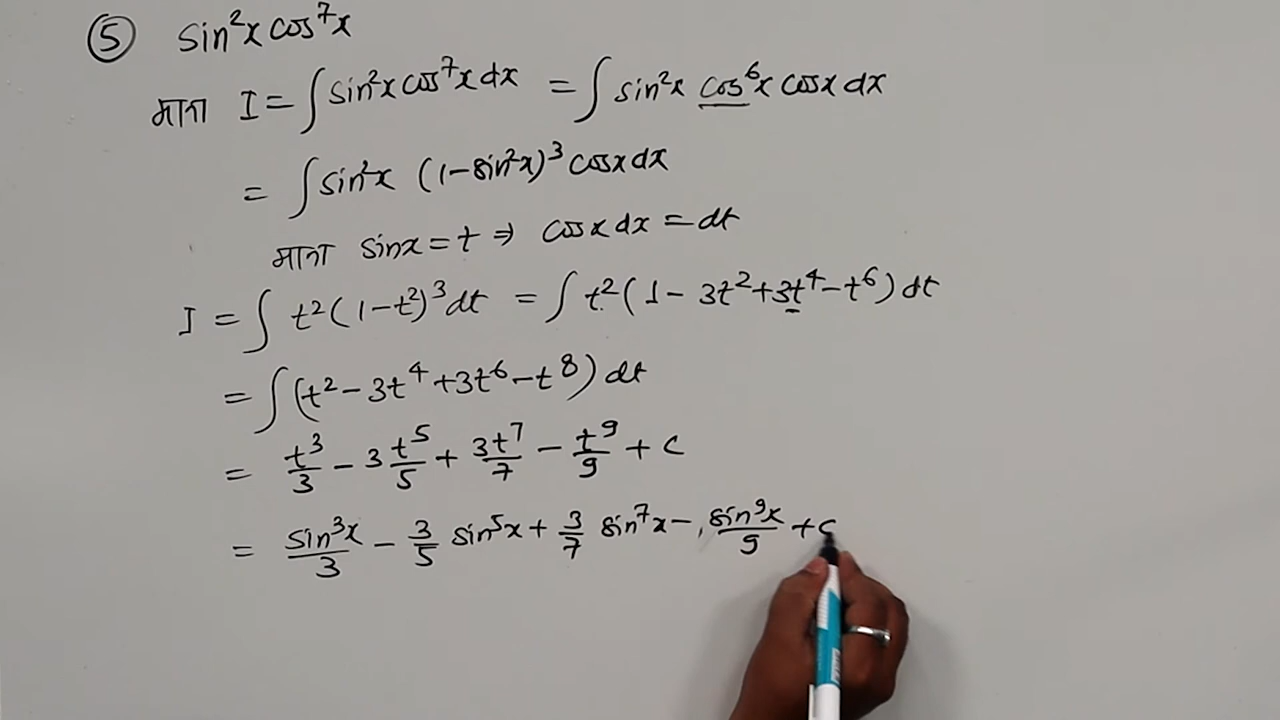 ⑤ sin²x cos⁷x
माना I = ∫ sin²x cos⁷x dx = ∫ sin²x cos⁶x cosx dx
= ∫ sin²x (1-sin²x)³ cosx dx
माना sinx = t ⇒ cosx dx = dt
I = ∫ t² (1-t²)³ dt = ∫ t² (1 - 3t² + 3t⁴ - t⁶) dt
= ∫ (t² - 3t⁴ + 3t⁶ - t⁸) dt
= t³/3 - 3 t⁵/5 + 3t⁷/7 - t⁹/9 + c
= sin³x/3 - 3/5 sin⁵x + 3/7 sin⁷x - sin⁹x/9 + c